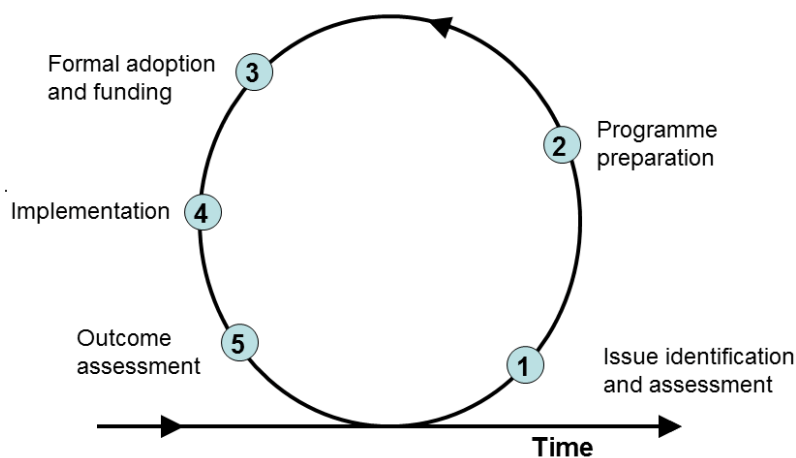 Formal adoption
and funding
3
2
Programme
preparation
Implementation
4
Outcome
assessment
5
1
Issue identification
and assessment
Time